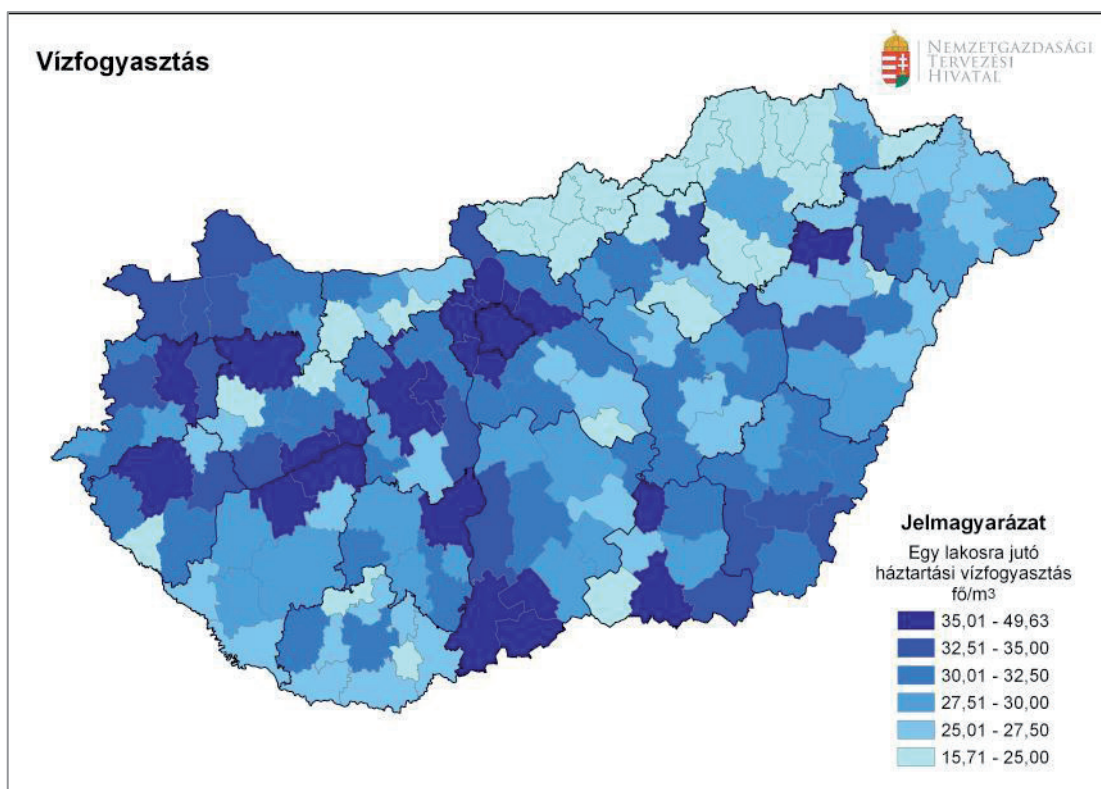 Vízfogyasztás
NEMZETGAZDASÁGI
TERVEZÉSI
HIVATAL
Jelmagyarázat
Egy lakosra jutó
háztartási vízfogyasztás
fő/m³
35,01 - 49,63
32,51 - 35,00
30,01 - 32,50
27,51 - 30,00
25,01 - 27,50
15,71 - 25,00